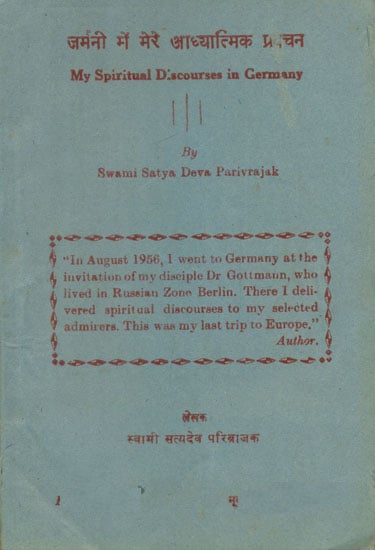 जर्मनी में मेरे आध्यात्मिक प्रवचन
My Spiritual Discourses in Germany
By
Swami Satya Deva Parivrajak
"In August 1956, I went to Germany at the
invitation of my disciple Dr Gottmann, who
lived in Russian Zone Berlin. There I deli-
vered spiritual discourses to my selected
admirers. This was my last trip to Europe."
Author.
लेखक
स्वामी सत्यदेव परिब्राजक